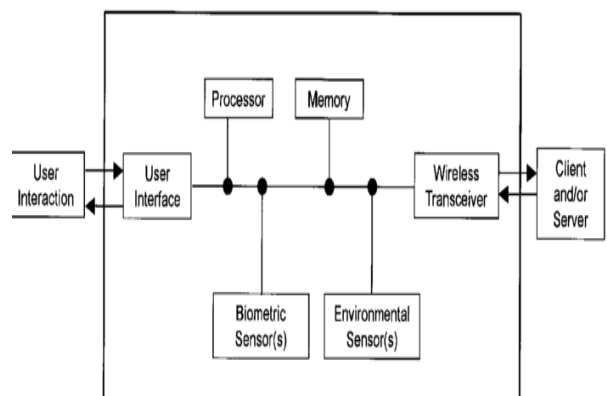 Processor
Memory
User
Interaction
User
Interface
Wireless
Transceiver
Client
and/or
Server
Biometric
Sensor(s)
Environmental
Sensor(s)